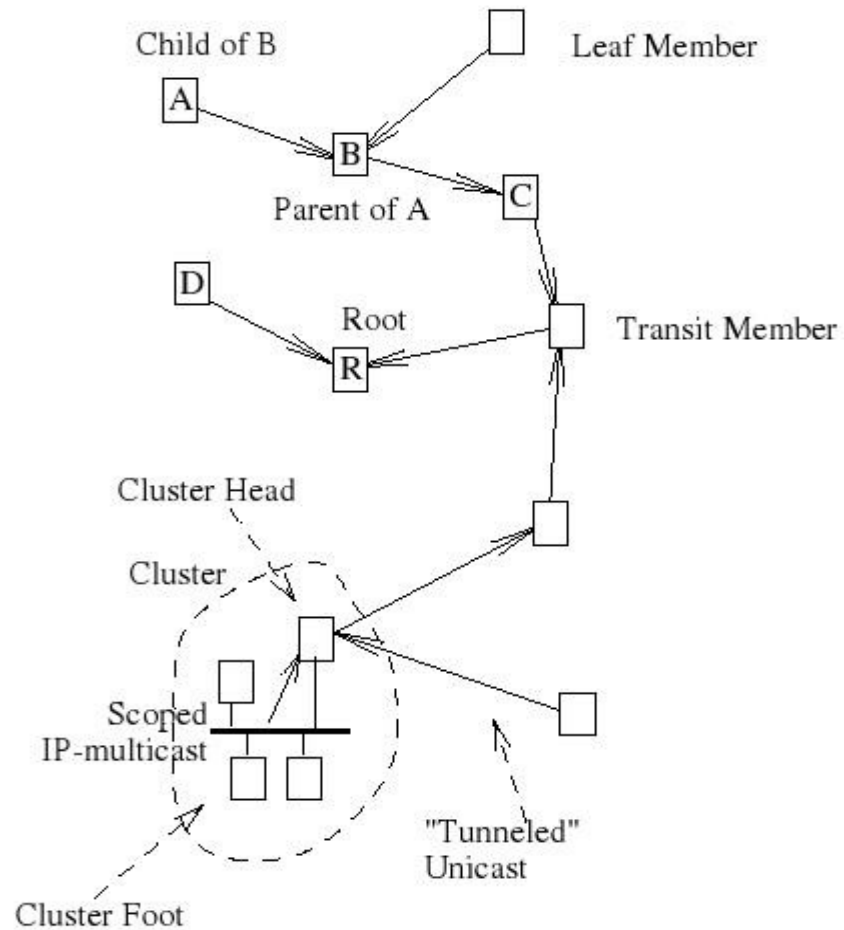 Child of B
Leaf Member
A
B
Parent of A
C
D
Root
R
Transit Member
Cluster Head
Cluster
Scoped
IP-multicast
"Tunneled"
Unicast
Cluster Foot